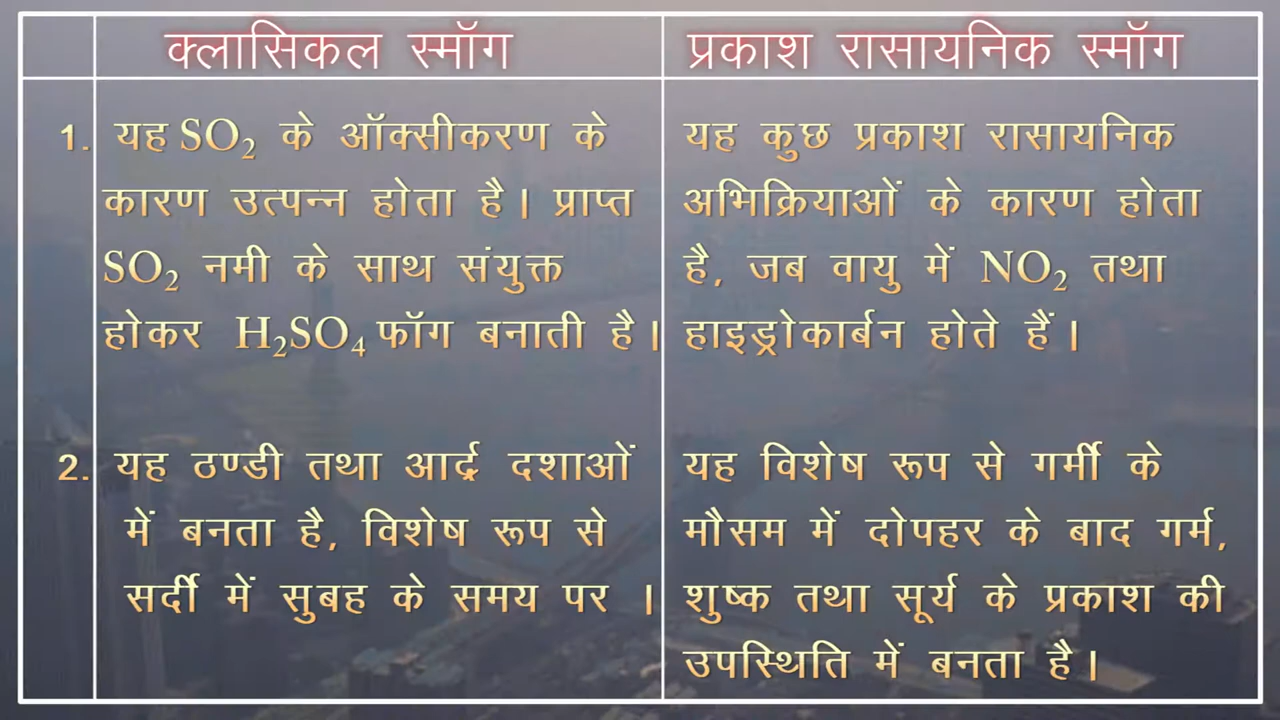 क्लासिकल स्मॉग
प्रकाश रासायनिक स्मॉग
1. यह SO₂ के ऑक्सीकरण के
कारण उत्पन्न होता है। प्राप्त
SO₂ नमी के साथ संयुक्त
होकर H₂SO₄ फॉग बनाती है।
यह कुछ प्रकाश रासायनिक
अभिक्रियाओं के कारण होता
है, जब वायु में NO₂ तथा
हाइड्रोकार्बन होते हैं।
2. यह ठण्डी तथा आर्द्र दशाओं
में बनता है, विशेष रूप से
सर्दी में सुबह के समय पर ।
यह विशेष रूप से गर्मी के
मौसम में दोपहर के बाद गर्म,
शुष्क तथा सूर्य के प्रकाश की
उपस्थिति में बनता है।